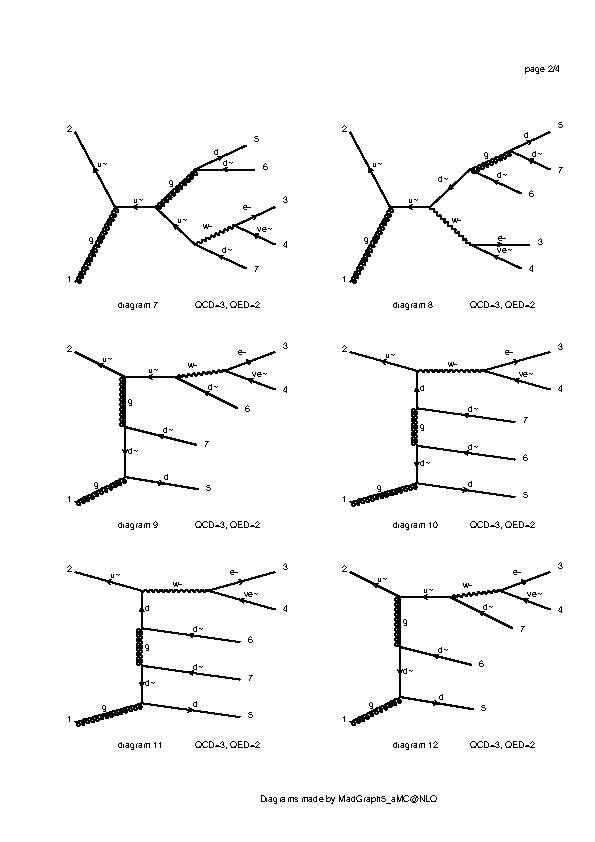 page 2/4
2 5 2 5
d d
u~ d~ u~ g d~
g 6 d~ 7
d~
u~ e- 3 u~ 6
u~ w- w-
g ve~ g e- 3
d~ 4 ve~
1 7 1 4
diagram 7 QCD=3, QED=2 diagram 8 QCD=3, QED=2
2 3 2 3
u~ e- u~ e-
u~ w- ve~ w- ve~
d~ 4 d 4
g 6 d~ 7
d~ 7 g d~
d~ d~ 6
g d g d
1 5 1 5
diagram 9 QCD=3, QED=2 diagram 10 QCD=3, QED=2
2 3 2 3
u~ e- u~ e-
w- ve~ u~ w- ve~
d 4 d~ 4
d~ 6 g 7
g d~ d~ 6
d~ 7 d~
g d g d
1 5 1 5
diagram 11 QCD=3, QED=2 diagram 12 QCD=3, QED=2
Diagrams made by MadGraph5_aMC@NLO